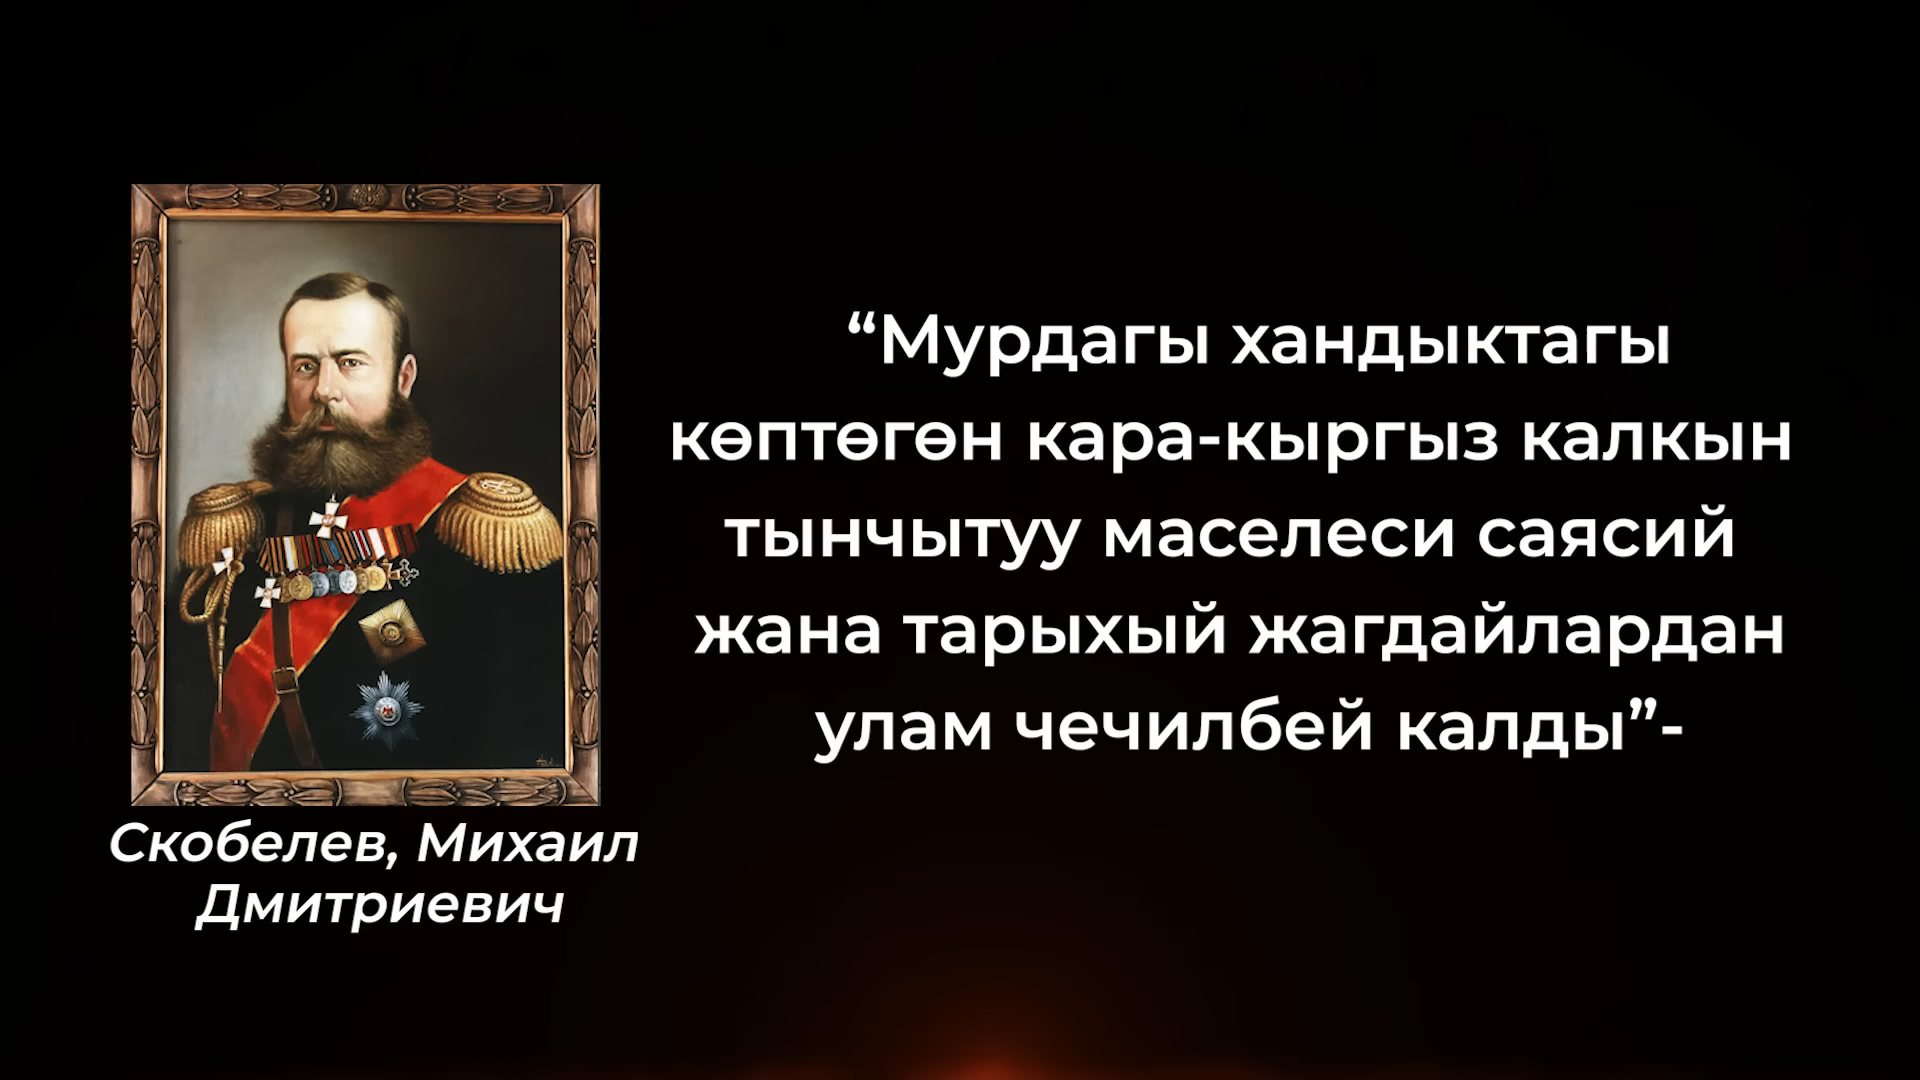 “Мурдагы хандыктагы
көптөгөн кара-кыргыз калкын
тынчытуу маселеси саясий
жана тарыхый жагдайлардан
улам чечилбей калды”-
Скобелев, Михаил
Дмитриевич